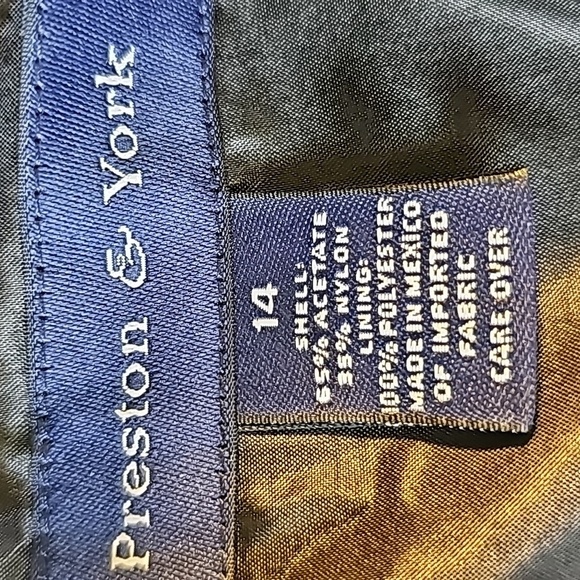 Preston & York
14
SHELL:
65% ACETATE
35% NYLON
LINING:
100% POLYESTER
MADE IN MEXICO
OF IMPORTED
FABRIC
CARE OVER